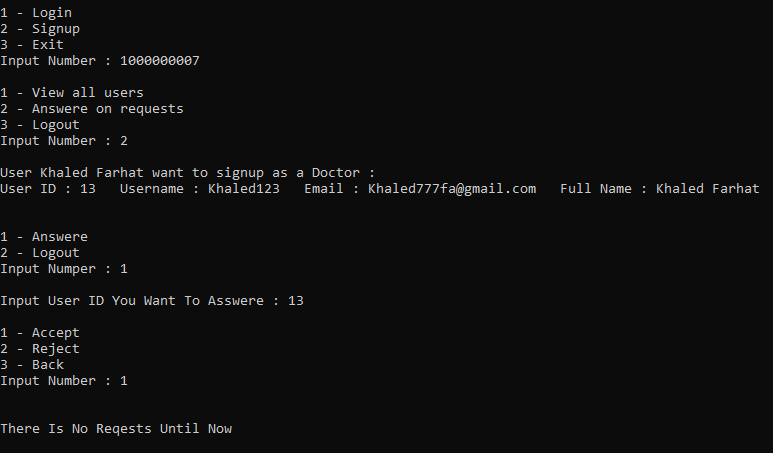 1 - Login
2 - Signup
3 - Exit
Input Number : 1000000007
1 - View all users
2 - Answere on requests
3 - Logout
Input Number : 2
User Khaled Farhat want to signup as a Doctor :
User ID : 13   Username : Khaled123   Email : Khaled777fa@gmail.com   Full Name : Khaled Farhat
1 - Answere
2 - Logout
Input Numper : 1
Input User ID You Want To Asswere : 13
1 - Accept
2 - Reject
3 - Back
Input Number : 1
There Is No Reqests Until Now